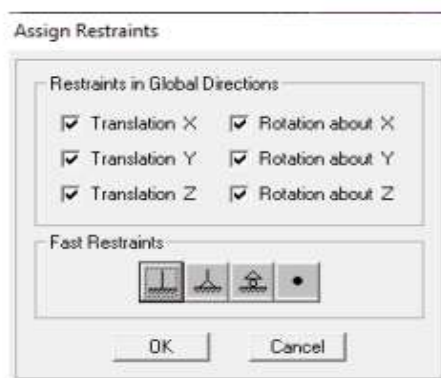 Assign Restraints
Restraints in Global Directions
Translation X Rotation about X
Translation Y Rotation about Y
Translation Z Rotation about Z
Fast Restraints
OK Cancel